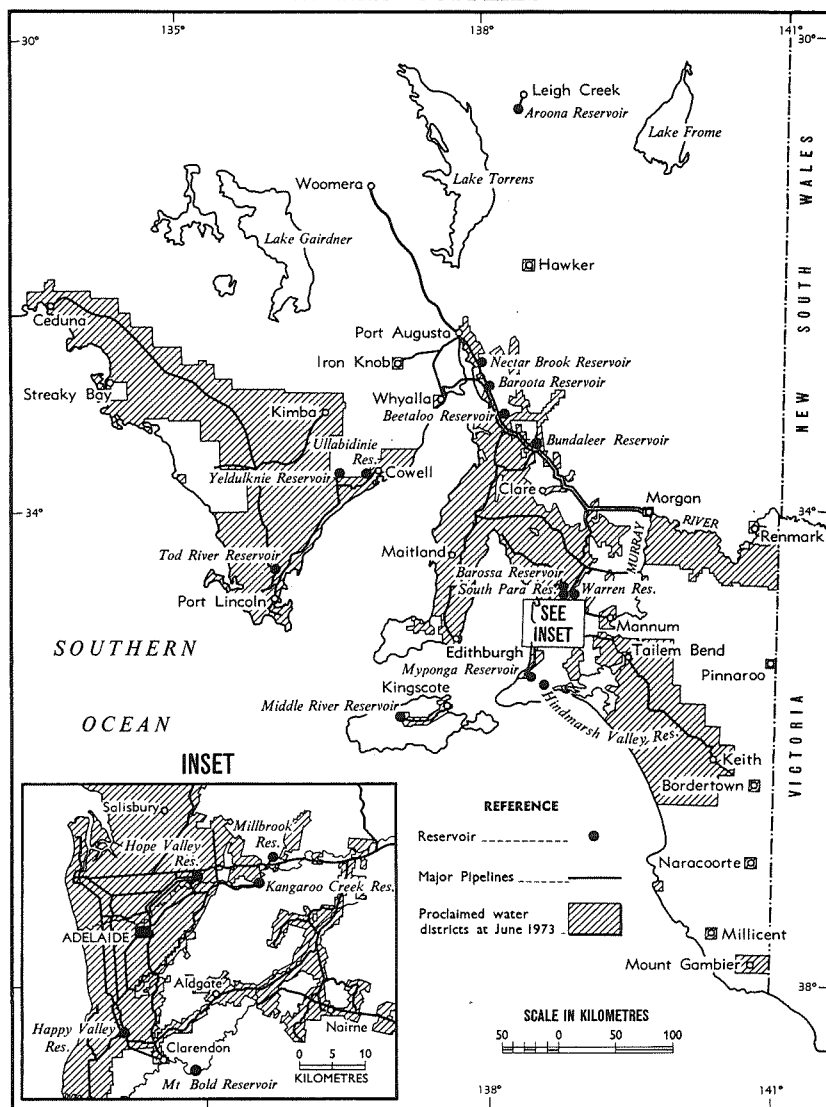 135°
138°
141°
30°
30°
Leigh Creek
Aroona Reservoir
Lake Frome
Lake Torrens
Woomera
Lake Gairdner
Hawker
NEW SOUTH WALES
Ceduna
Port Augusta
Iron Knob
Nectar Brook Reservoir
Baroota Reservoir
Streaky Bay
Whyalla
Beetaloo Reservoir
Kimba
Bundaleer Reservoir
Ullabidinie
Res.
Yeldulknie Reservoir
Cowell
Clare
34°
Morgan
34°
RIVER
MURRAY
Renmark
Tod River Reservoir
Maitland
Barossa Reservoir
South Para Res.
Warren Res.
Port Lincoln
SEE
INSET
Mannum
SOUTHERN
Edithburgh
Tailem Bend
Myponga Reservoir
Pinnaroo
Kingscote
Middle River Reservoir
Hindmarsh Valley Res.
OCEAN
VICTORIA
Keith
Bordertown
INSET
Salisbury
Millbrook
Res.
Hope Valley
Res.
Kangaroo Creek Res.
ADELAIDE
Aldgate
Happy Valley
Res.
Nairne
Clarendon
0 5 10
KILOMETRES
Mt Bold Reservoir
REFERENCE
Reservoir
Major Pipelines
Proclaimed water
districts at June 1973
Naracoorte
Millicent
Mount Gambier
38°
SCALE IN KILOMETRES
50 0 50 100
138°
141°